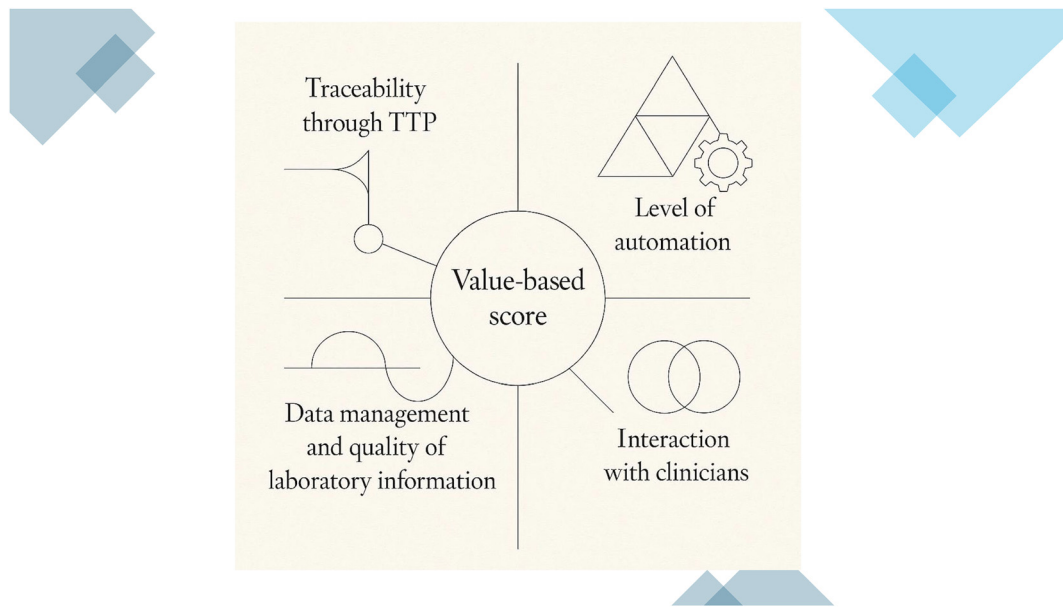 Traceability
through TTP
Level of
automation
Value-based
score
Data management
and quality of
laboratory information
Interaction
with clinicians